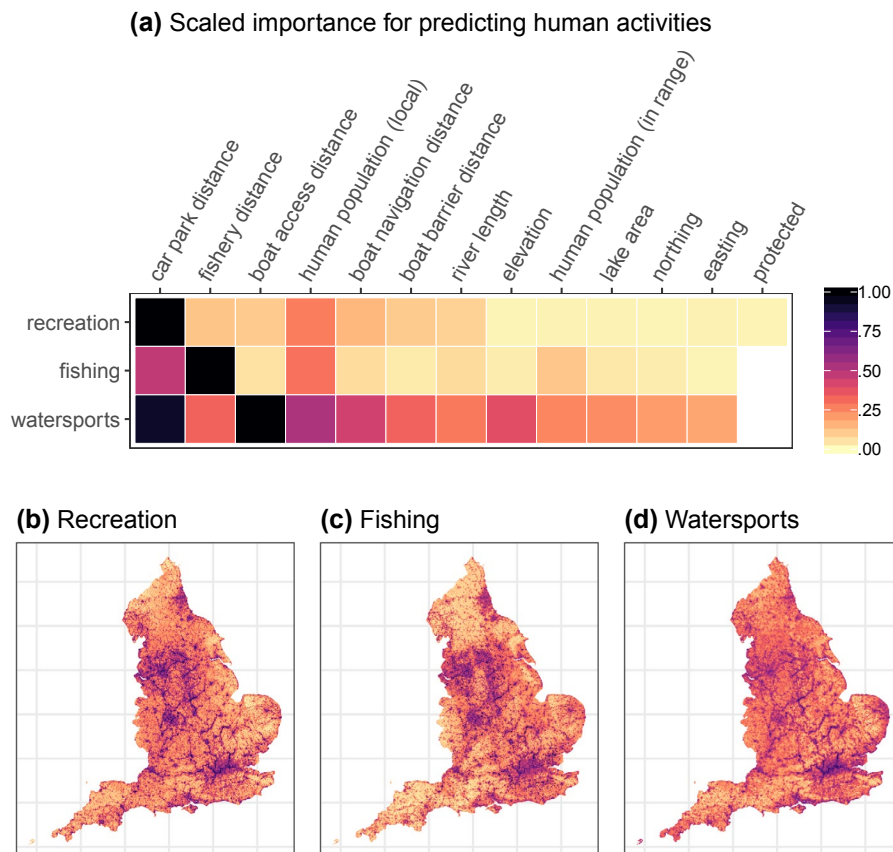 (a) Scaled importance for predicting human activities
car park distance
fishery distance
boat access distance
human population (local)
boat navigation distance
boat barrier distance
river length
elevation
human population (in range)
lake area
northing
easting
protected
recreation
fishing
watersports
1.00
.75
.50
.25
.00
(b) Recreation
(c) Fishing
(d) Watersports